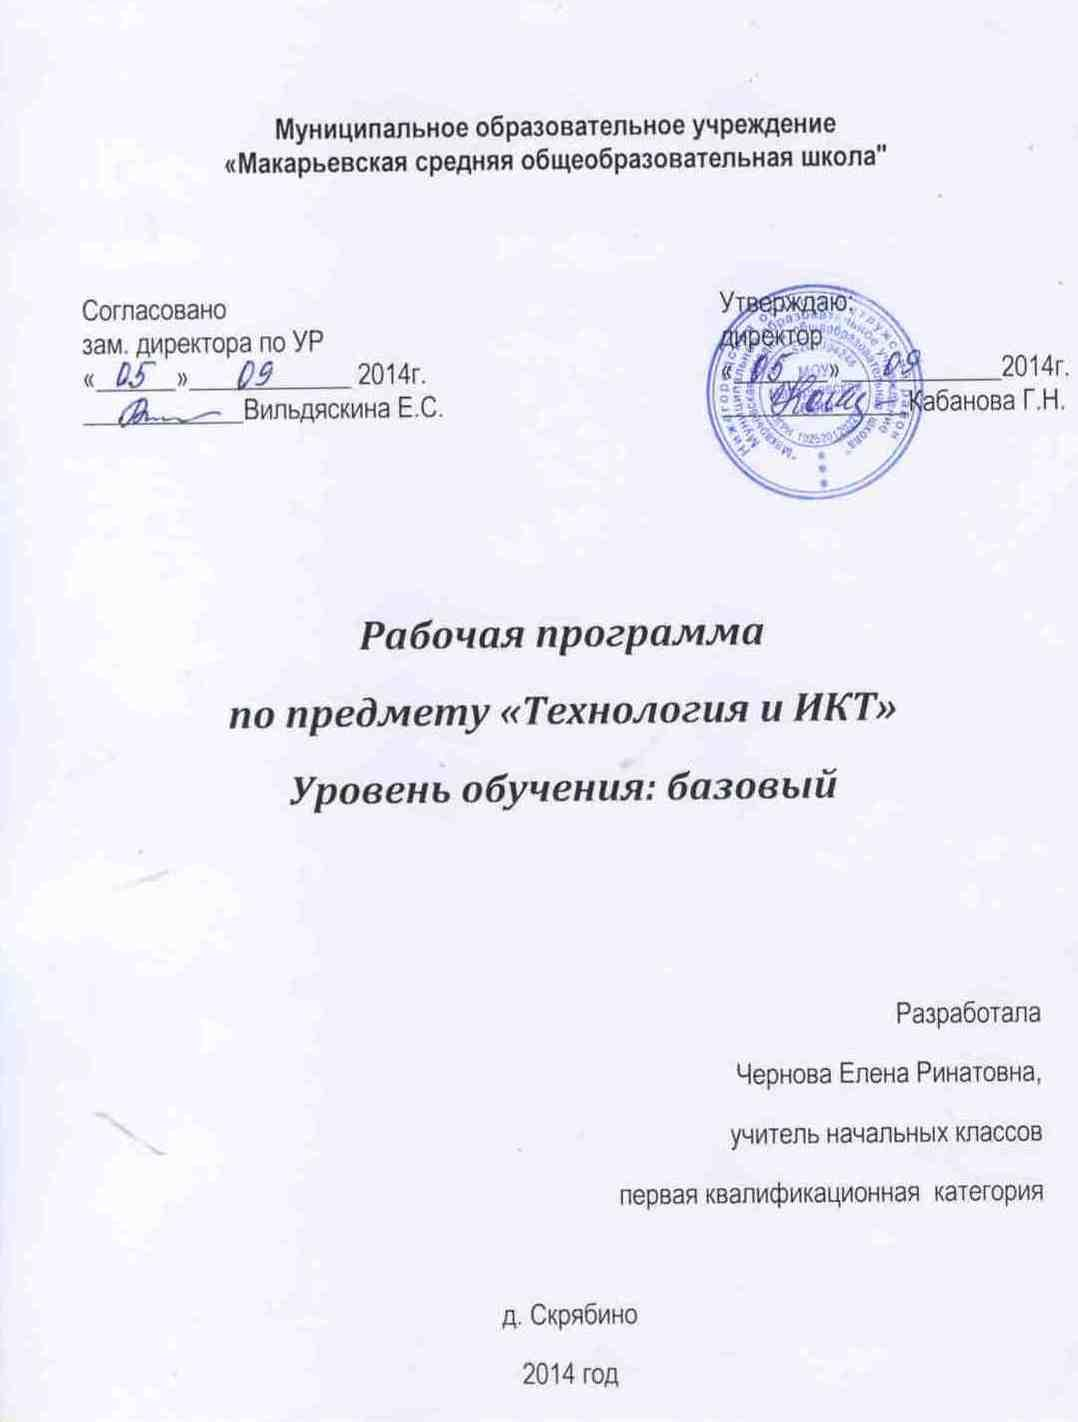 Муниципальное образовательное учреждение
«Макарьевская средняя общеобразовательная школа"
Согласовано
зам. директора по УР
«05»09 2014г.
Вильдяскина Е.С.
Утверждаю:
директор
«05»09 2014г.
Кабанова Г.Н.
МОУ
Рабочая программа
по предмету «Технология и ИКТ»
Уровень обучения: базовый
Разработала
Чернова Елена Ринатовна,
учитель начальных классов
первая квалификационная категория
д. Скрябино
2014 год